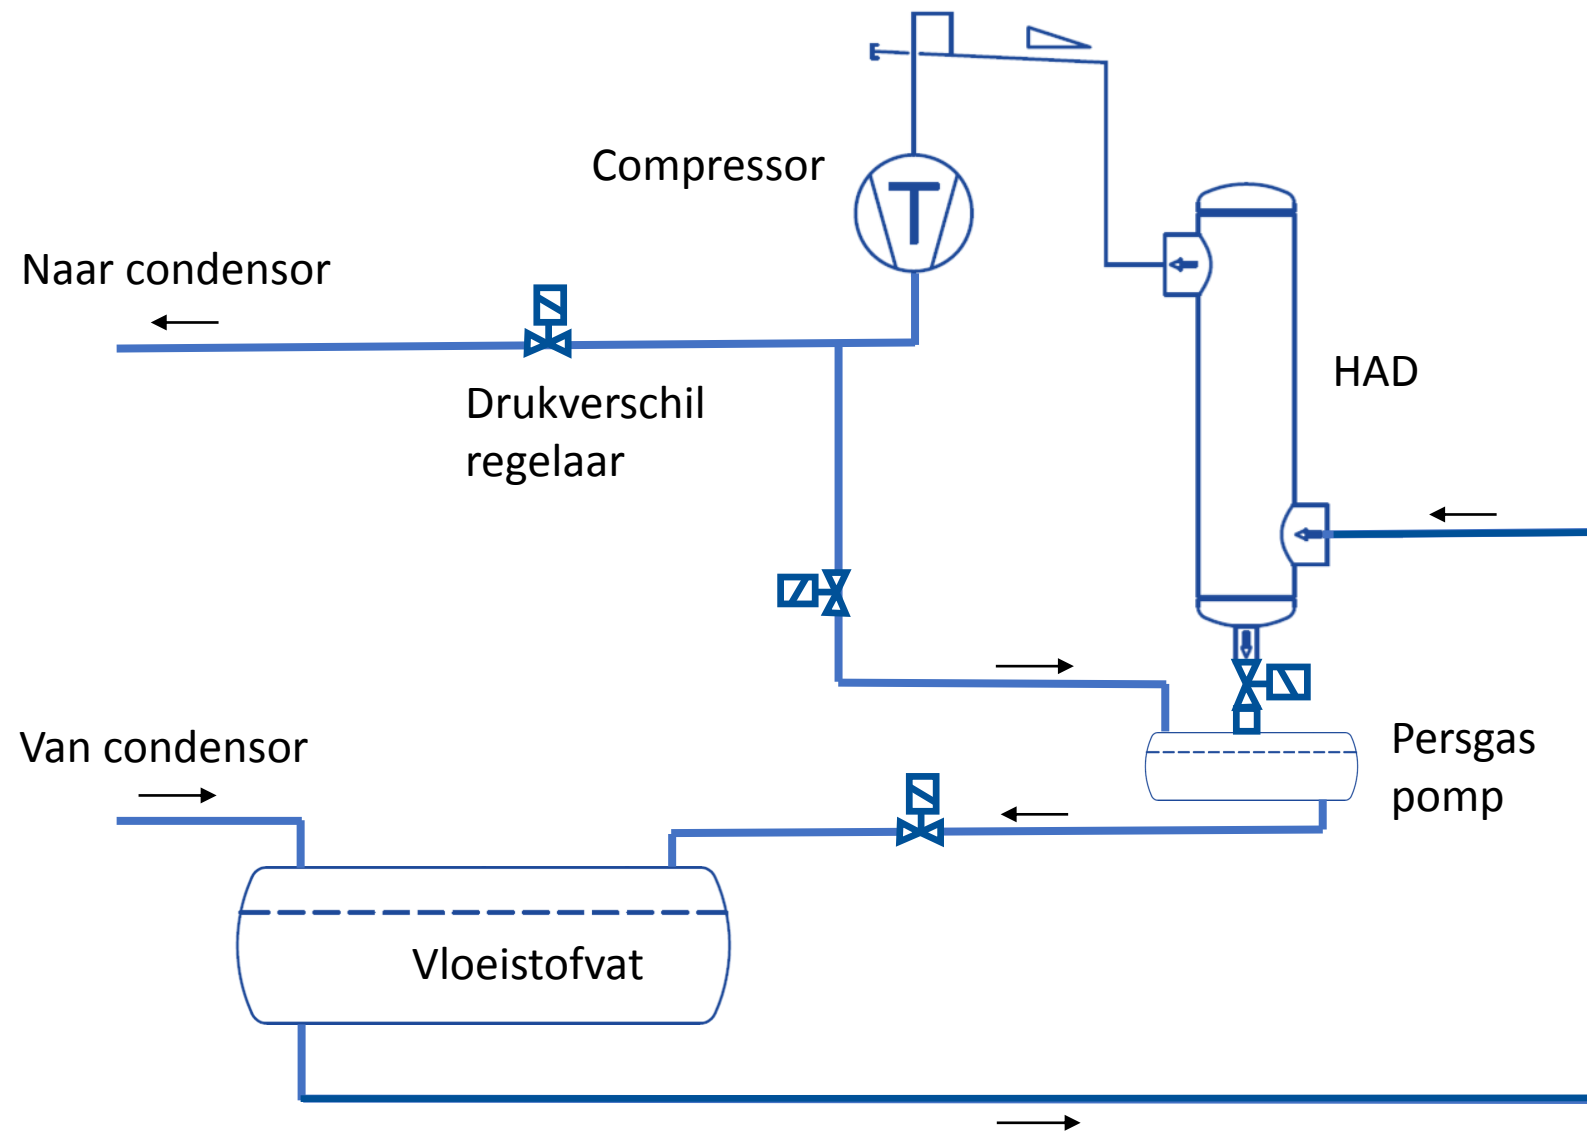 Compressor
Naar condensor
HAD
Drukverschil
regelaar
Van condensor
Persgas
pomp
Vloeistofvat